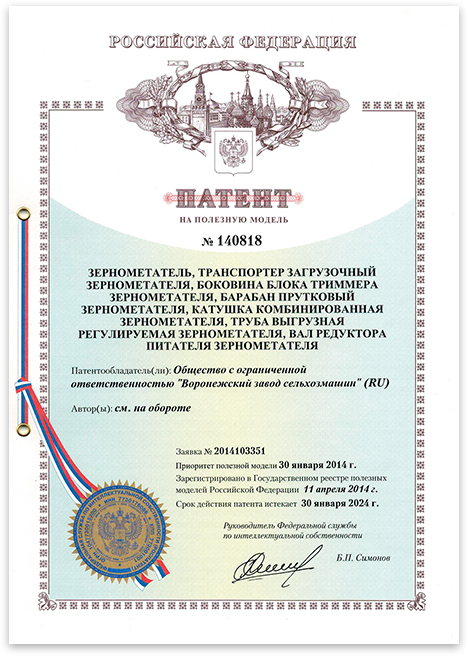 РОССИЙСКАЯ ФЕДЕРАЦИЯ
ПАТЕНТ
НА ПОЛЕЗНУЮ МОДЕЛЬ
№ 140818
ЗЕРНОМЕТАТЕЛЬ, ТРАНСПОРТЕР ЗАГРУЗОЧНЫЙ
ЗЕРНОМЕТАТЕЛЯ, БОКОВИНА БЛОКА ТРИММЕРА
ЗЕРНОМЕТАТЕЛЯ, БАРАБАН ПРУТКОВЫЙ
ЗЕРНОМЕТАТЕЛЯ, КАТУШКА КОМБИНИРОВАННАЯ
ЗЕРНОМЕТАТЕЛЯ, ТРУБА ВЫГРУЗНАЯ
РЕГУЛИРУЕМАЯ ЗЕРНОМЕТАТЕЛЯ, ВАЛ РЕДУКТОРА
ПИТАТЕЛЯ ЗЕРНОМЕТАТЕЛЯ
Патентообладатель(ли): Общество с ограниченной
ответственностью "Воронежский завод сельхозмашин" (RU)
Автор(ы): см. на обороте
Заявка № 2014103351
Приоритет полезной модели 30 января 2014 г.
Зарегистрировано в Государственном реестре полезных
моделей Российской Федерации 11 апреля 2014 г.
Срок действия патента истекает 30 января 2024 г.
Руководитель Федеральной службы
по интеллектуальной собственности
Б.П. Симонов